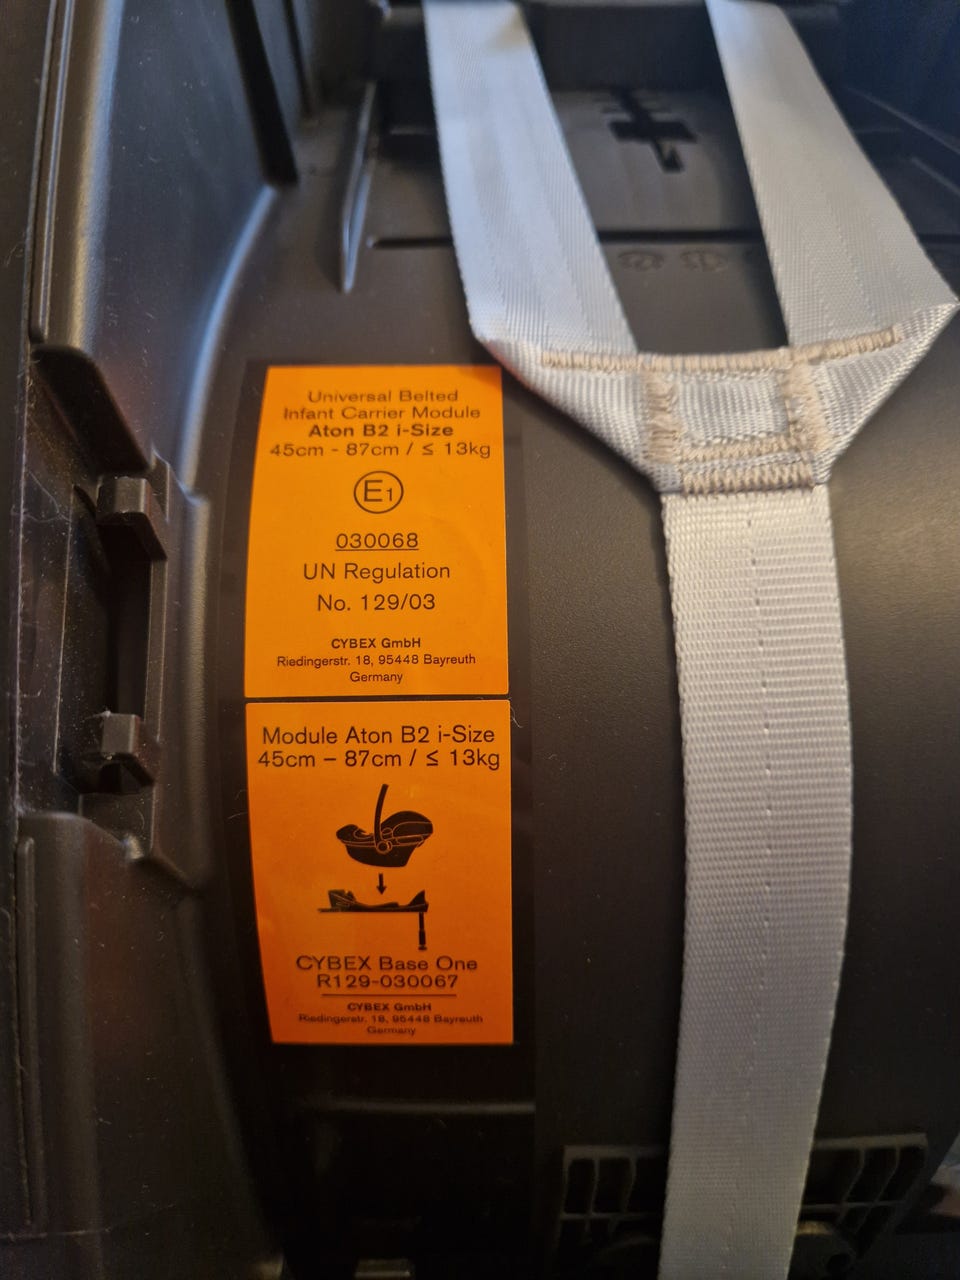 Universal Belted
Infant Carrier Module
Aton B2 i-Size
45cm - 87cm / ≤ 13kg
E1
030068
UN Regulation
No. 129/03
CYBEX GmbH
Riedingerstr. 18, 95448 Bayreuth
Germany
Module Aton B2 i-Size
45cm – 87cm / ≤ 13kg
CYBEX Base One
R129-030067
CYBEX GmbH
Riedingerstr. 18, 95448 Bayreuth
Germany